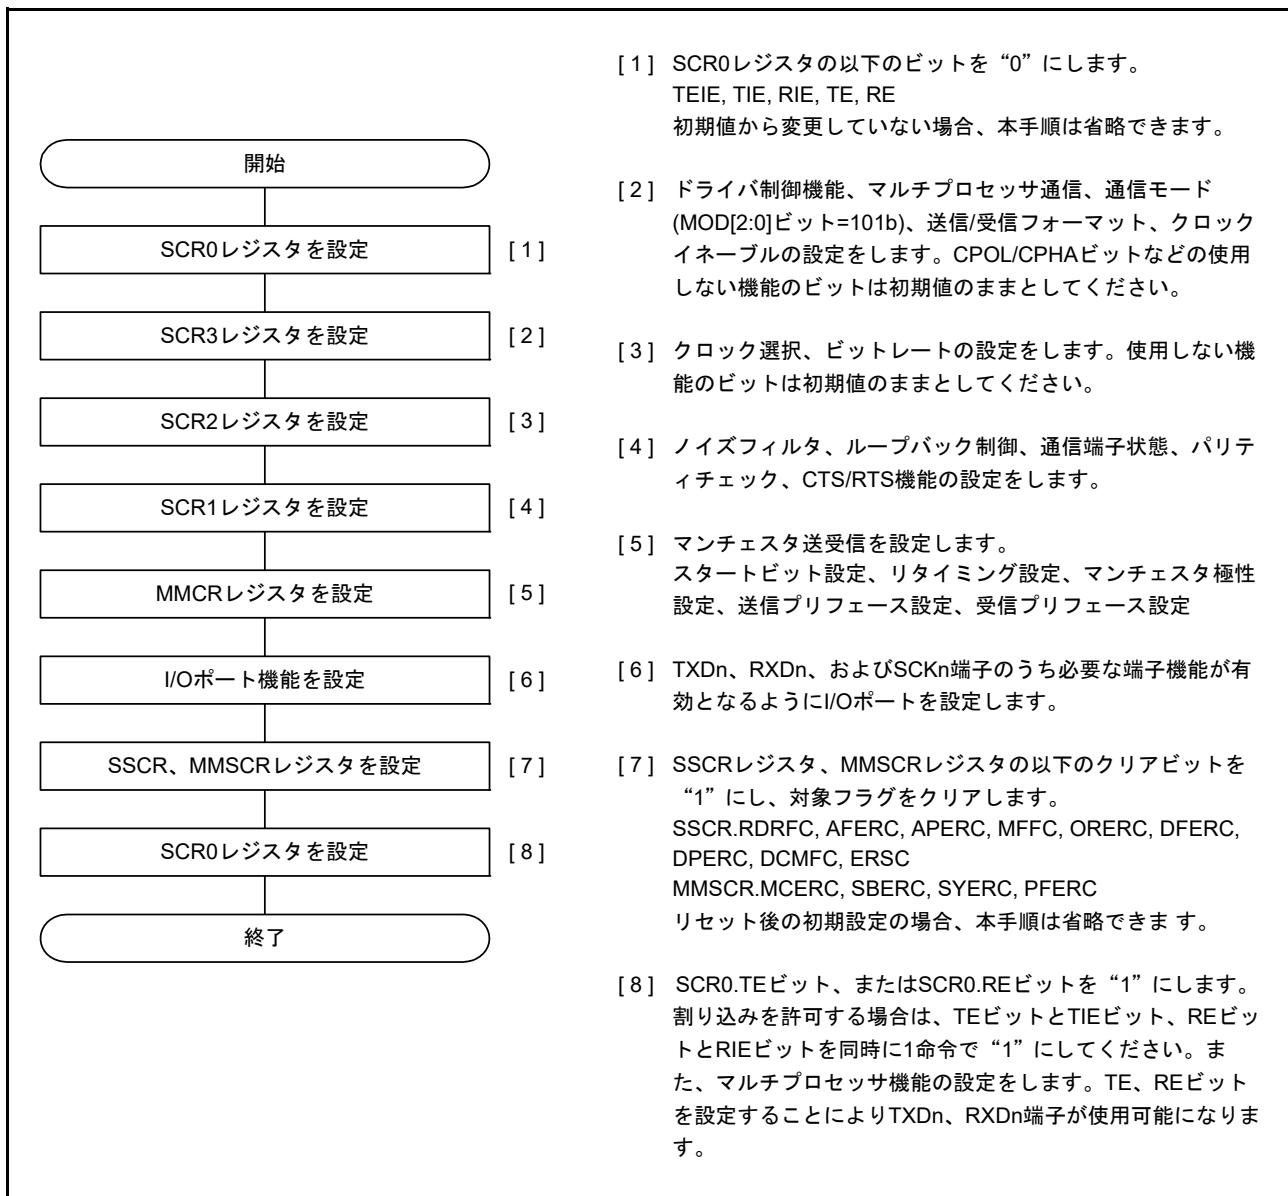 開始
SCR0レジスタを設定
[ 1 ]
SCR3レジスタを設定
[ 2 ]
SCR2レジスタを設定
[ 3 ]
SCR1レジスタを設定
[ 4 ]
MMCRレジスタを設定
[ 5 ]
I/Oポート機能を設定
[ 6 ]
SSCR、MMSCRレジスタを設定
[ 7 ]
SCR0レジスタを設定
[ 8 ]
終了
[ 1 ] SCR0レジスタの以下のビットを“0”にします。
TEIE, TIE, RIE, TE, RE
初期値から変更していない場合、本手順は省略できます。
[ 2 ] ドライバ制御機能、マルチプロセッサ通信、通信モード
(MOD[2:0]ビット=101b)、送信/受信フォーマット、クロック
イネーブルの設定をします。CPOL/CPHAビットなどの使用
しない機能のビットは初期値のままとしてください。
[ 3 ] クロック選択、ビットレートの設定をします。使用しない機
能のビットは初期値のままとしてください。
[ 4 ] ノイズフィルタ、ループバック制御、通信端子状態、パリテ
ィチェック、CTS/RTS機能の設定をします。
[ 5 ] マンチェスタ送受信を設定します。
スタートビット設定、リタイミング設定、マンチェスタ極性
設定、送信プリフェース設定、受信プリフェース設定
[ 6 ] TXDn、RXDn、およびSCKn端子のうち必要な端子機能が有
効となるようにI/Oポートを設定します。
[ 7 ] SSCRレジスタ、MMSCRレジスタの以下のクリアビットを
“1”にし、対象フラグをクリアします。
SSCR.RDRFC, AFERC, APERC, MFFC, ORERC, DFERC,
DPERC, DCMFC, ERSC
MMSCR.MCERC, SBERC, SYERC, PFERC
リセット後の初期設定の場合、本手順は省略できま す。
[ 8 ] SCR0.TEビット、またはSCR0.REビットを“1”にします。
割り込みを許可する場合は、TEビットとTIEビット、REビッ
トとRIEビットを同時に1命令で“1”にしてください。ま
た、マルチプロセッサ機能の設定をします。TE、REビット
を設定することによりTXDn、RXDn端子が使用可能になりま
す。